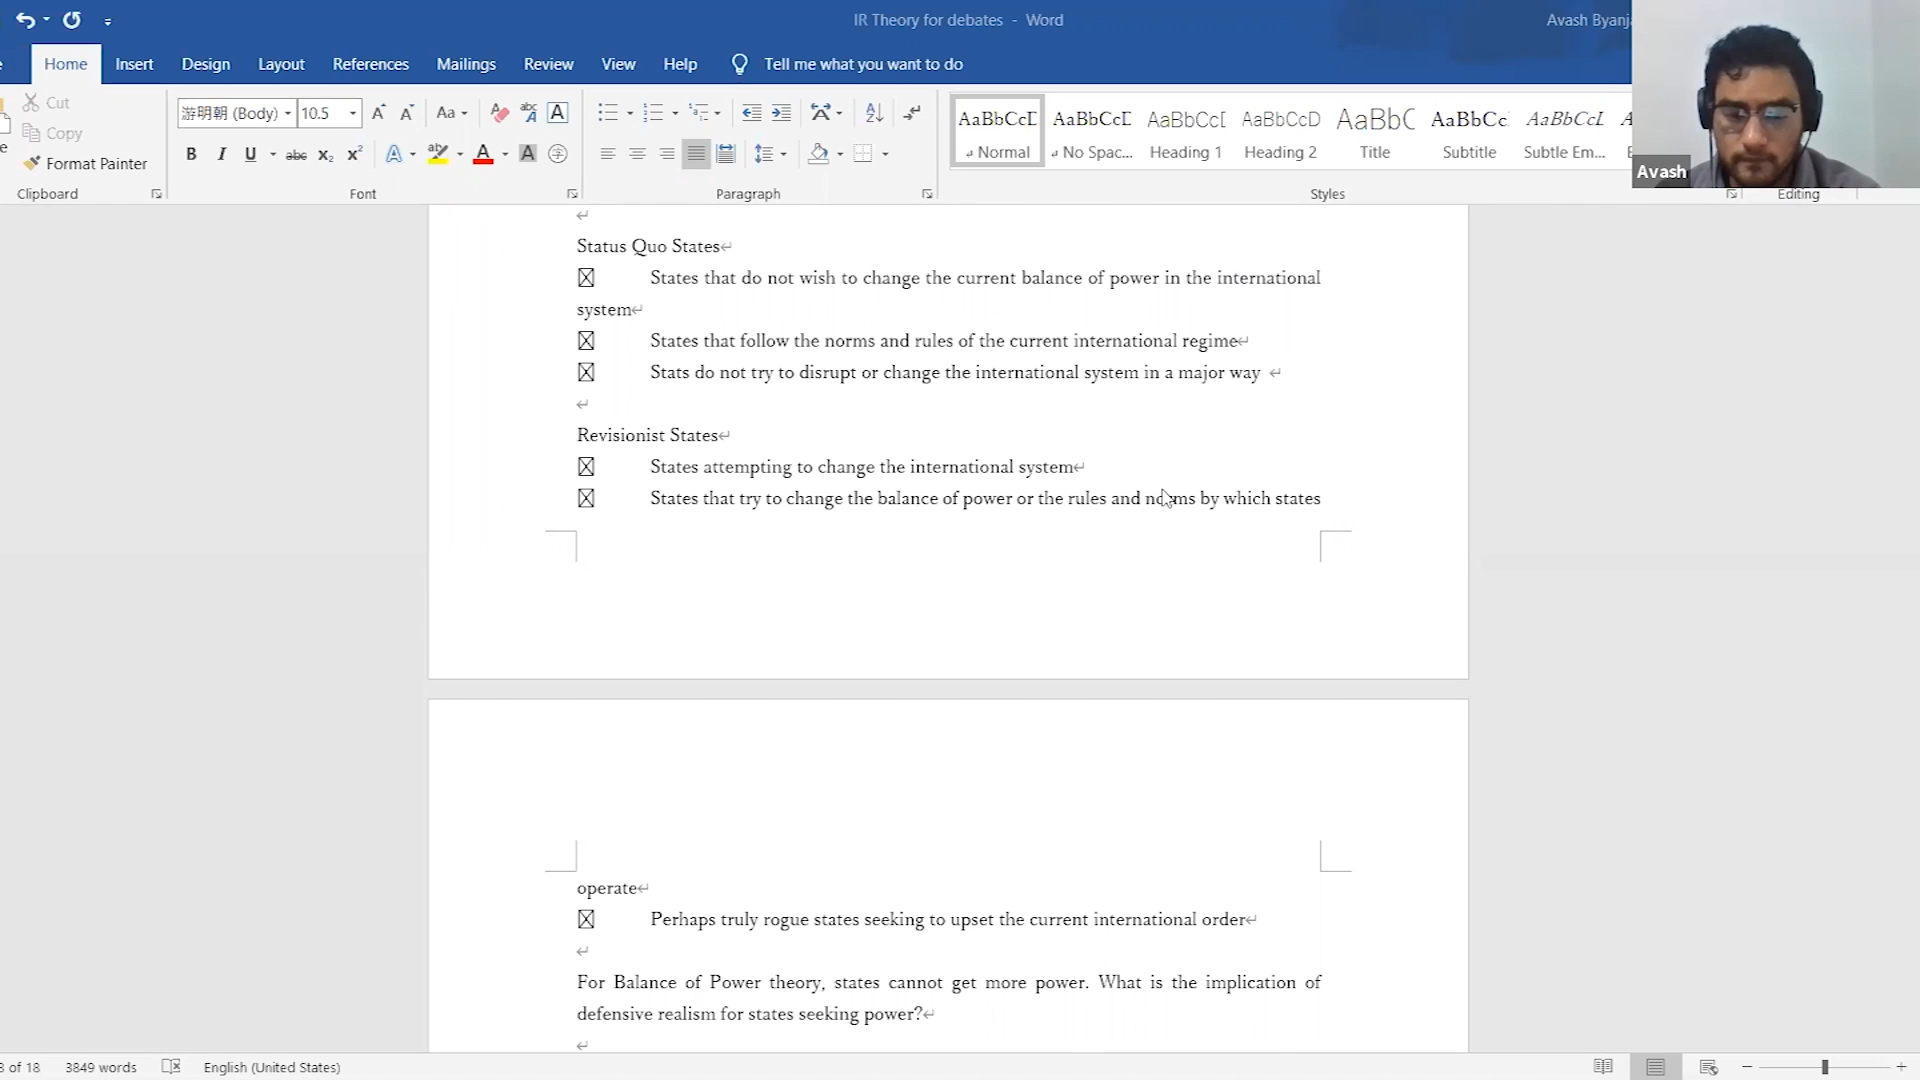 IR Theory for debates - Word
Avash
Home Insert Design Layout References Mailings Review View Help Tell me what you want to do
Cut
Copy
Format Painter
Clipboard
游明朝 (Body) 10.5
Font
Paragraph
AaBbCcD AaBbCcD AaBbCcD AaBbCcD AaBbC AaBbCc AaBbCcL
Normal No Spac... Heading 1 Heading 2 Title Subtitle Subtle Em...
Styles
Avash
Editing
Status Quo States
States that do not wish to change the current balance of power in the international
system
States that follow the norms and rules of the current international regime
Stats do not try to disrupt or change the international system in a major way
Revisionist States
States attempting to change the international system
States that try to change the balance of power or the rules and norms by which states
operate
Perhaps truly rogue states seeking to upset the current international order
For Balance of Power theory, states cannot get more power. What is the implication of
defensive realism for states seeking power?
of 18 3849 words English (United States)